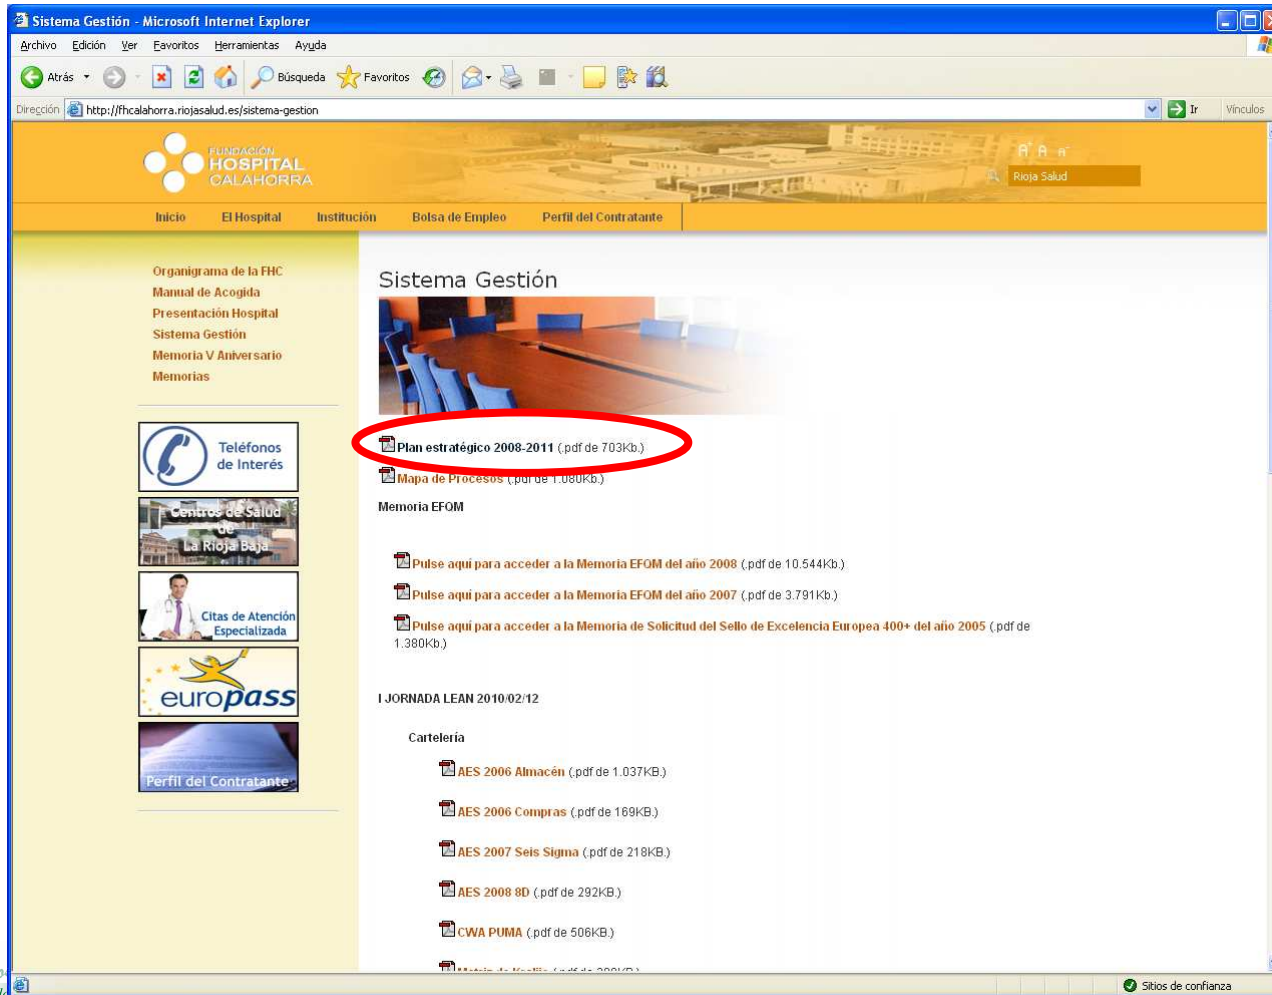 Sistema Gestión - Microsoft Internet Explorer
Archivo Edición Ver Favoritos Herramientas Ayuda
Atrás Búsqueda Favoritos
Dirección http://fhcalahorra.riojasalud.es/sistema-gestion Ir Vínculos
FUNDACIÓN
HOSPITAL
CALAHORRA
A+ A A-
Rioja Salud
Inicio El Hospital Institución Bolsa de Empleo Perfil del Contratante
Organigrama de la FHC
Manual de Acogida
Presentación Hospital
Sistema Gestión
Memoria V Aniversario
Memorias
Teléfonos
de Interés
Centros de Salud
de
La Rioja Baja
Citas de Atención
Especializada
europass
Perfil del Contratante
Sistema Gestión
Plan estratégico 2008-2011 (.pdf de 703Kb.)
Mapa de Procesos (.pdf de 1.080Kb.)
Memoria EFQM
Pulse aquí para acceder a la Memoria EFQM del año 2008 (.pdf de 10.544Kb.)
Pulse aquí para acceder a la Memoria EFQM del año 2007 (.pdf de 3.791Kb.)
Pulse aquí para acceder a la Memoria de Solicitud del Sello de Excelencia Europea 400+ del año 2005 (.pdf de
1.380Kb.)
I JORNADA LEAN 2010/02/12
Cartelería
AES 2006 Almacén (.pdf de 1.037KB.)
AES 2006 Compras (.pdf de 169KB.)
AES 2007 Seis Sigma (.pdf de 218KB.)
AES 2008 8D (.pdf de 292KB.)
CWA PUMA (.pdf de 506KB.)
Sitios de confianza